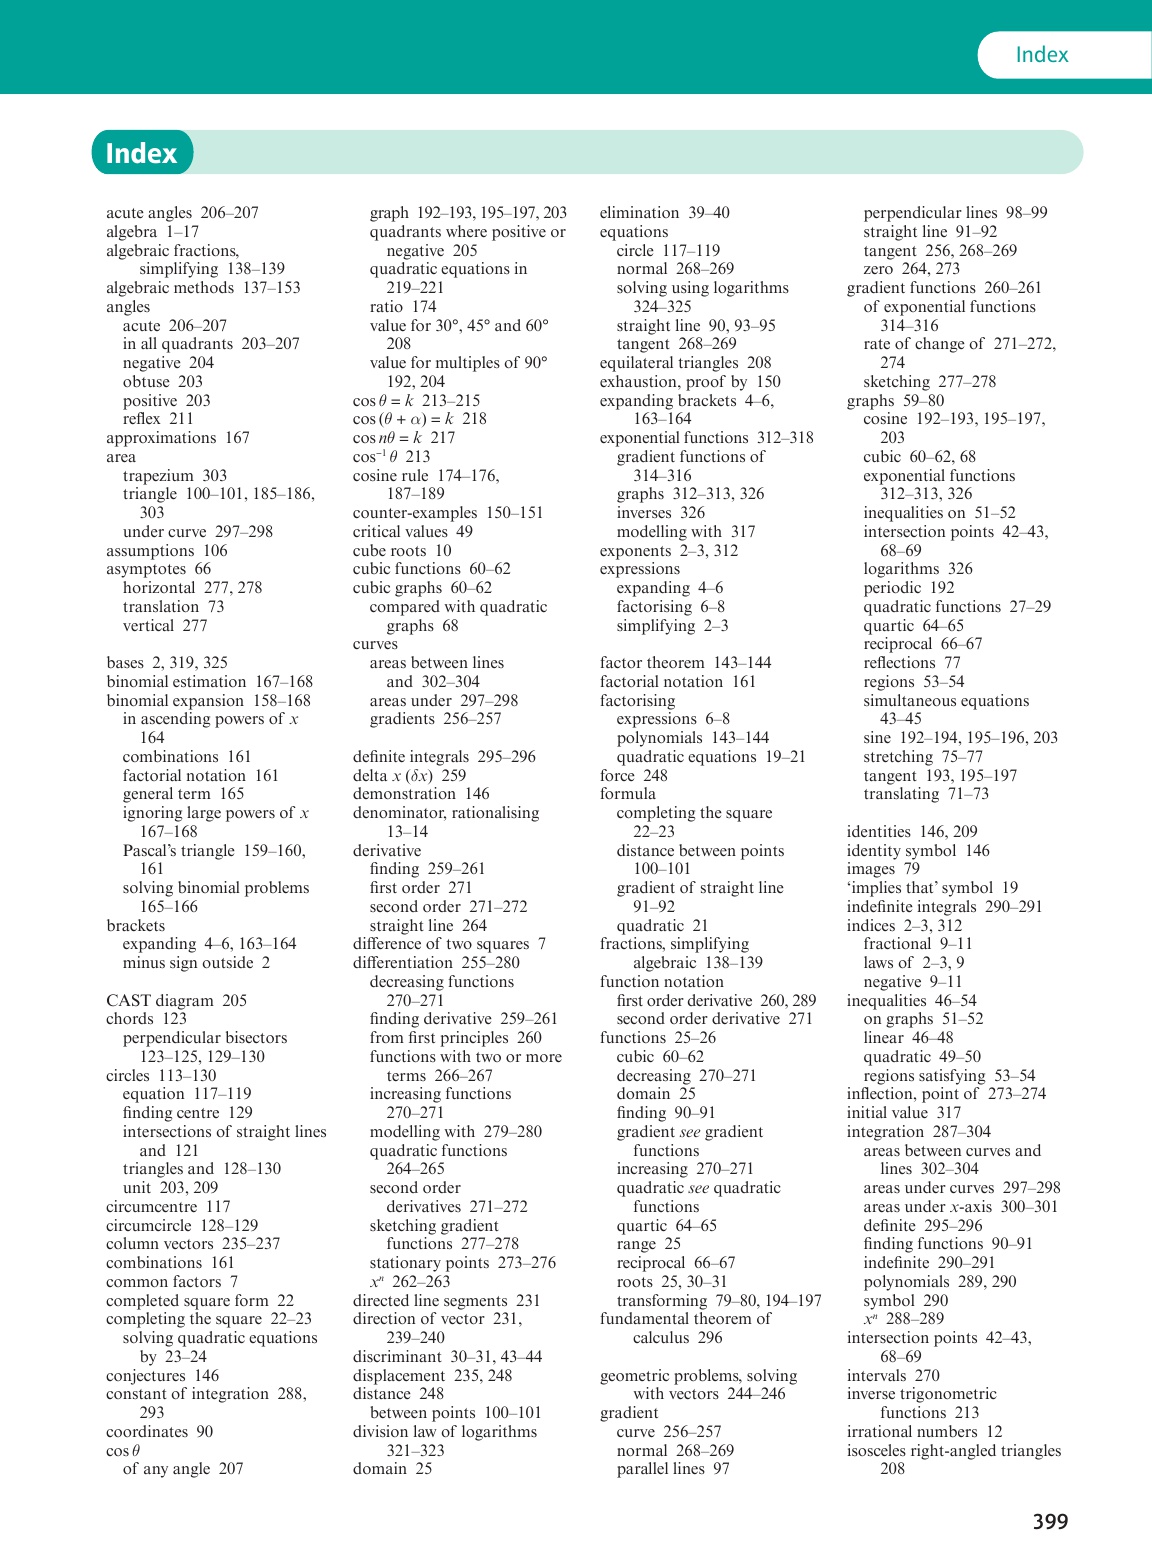 Index
Index
acute angles 206–207
algebra 1–17
algebraic fractions,
simplifying 138–139
algebraic methods 137–153
angles
acute 206–207
in all quadrants 203–207
negative 204
obtuse 203
positive 203
reflex 211
approximations 167
area
trapezium 303
triangle 100–101, 185–186,
303
under curve 297–298
assumptions 106
asymptotes 66
horizontal 277, 278
translation 73
vertical 277
bases 2, 319, 325
binomial estimation 167–168
binomial expansion 158–168
in ascending powers of x
164
combinations 161
factorial notation 161
general term 165
ignoring large powers of x
167–168
Pascal's triangle 159–160,
161
solving binomial problems
165–166
brackets
expanding 4–6, 163–164
minus sign outside 2
CAST diagram 205
chords 123
perpendicular bisectors
123–125, 129–130
circles 113–130
equation 117–119
finding centre 129
intersections of straight lines
and 121
triangles and 128–130
unit 203, 209
circumcentre 117
circumcircle 128–129
column vectors 235–237
combinations 161
common factors 7
completed square form 22
completing the square 22–23
solving quadratic equations
by 23–24
conjectures 146
constant of integration 288,
293
coordinates 90
cos θ
of any angle 207
graph 192–193, 195–197, 203
quadrants where positive or
negative 205
quadratic equations in
219–221
ratio 174
value for 30°, 45° and 60°
208
value for multiples of 90°
192, 204
cos θ = k 213–215
cos (θ + α) = k 218
cos nθ = k 217
cos⁻¹ θ 213
cosine rule 174–176,
187–189
counter-examples 150–151
critical values 49
cube roots 10
cubic functions 60–62
cubic graphs 60–62
compared with quadratic
graphs 68
curves
areas between lines
and 302–304
areas under 297–298
gradients 256–257
definite integrals 295–296
delta x (δx) 259
demonstration 146
denominator, rationalising
13–14
derivative
finding 259–261
first order 271
second order 271–272
straight line 264
difference of two squares 7
differentiation 255–280
decreasing functions
270–271
finding derivative 259–261
from first principles 260
functions with two or more
terms 266–267
increasing functions
270–271
modelling with 279–280
quadratic functions
264–265
second order
derivatives 271–272
sketching gradient
functions 277–278
stationary points 273–276
xⁿ 262–263
directed line segments 231
direction of vector 231,
239–240
discriminant 30–31, 43–44
displacement 235, 248
distance 248
between points 100–101
division law of logarithms
321–323
domain 25
elimination 39–40
equations
circle 117–119
normal 268–269
solving using logarithms
324–325
straight line 90, 93–95
tangent 268–269
equilateral triangles 208
exhaustion, proof by 150
expanding brackets 4–6,
163–164
exponential functions 312–318
gradient functions of
314–316
graphs 312–313, 326
inverses 326
modelling with 317
exponents 2–3, 312
expressions
expanding 4–6
factorising 6–8
simplifying 2–3
factor theorem 143–144
factorial notation 161
factorising
expressions 6–8
polynomials 143–144
quadratic equations 19–21
force 248
formula
completing the square
22–23
distance between points
100–101
gradient of straight line
91–92
quadratic 21
fractions, simplifying
algebraic 138–139
function notation
first order derivative 260, 289
second order derivative 271
functions 25–26
cubic 60–62
decreasing 270–271
domain 25
finding 90–91
gradient see gradient
functions
increasing 270–271
quadratic see quadratic
functions
quartic 64–65
range 25
reciprocal 66–67
roots 25, 30–31
transforming 79–80, 194–197
fundamental theorem of
calculus 296
geometric problems, solving
with vectors 244–246
gradient
curve 256–257
normal 268–269
parallel lines 97
perpendicular lines 98–99
straight line 91–92
tangent 256, 268–269
zero 264, 273
gradient functions 260–261
of exponential functions
314–316
rate of change of 271–272,
274
sketching 277–278
graphs 59–80
cosine 192–193, 195–197,
203
cubic 60–62, 68
exponential functions
312–313, 326
inequalities on 51–52
intersection points 42–43,
68–69
logarithms 326
periodic 192
quadratic functions 27–29
quartic 64–65
reciprocal 66–67
reflections 77
regions 53–54
simultaneous equations
43–45
sine 192–194, 195–196, 203
stretching 75–77
tangent 193, 195–197
translating 71–73
identities 146, 209
identity symbol 146
images 79
‘implies that’ symbol 19
indefinite integrals 290–291
indices 2–3, 312
fractional 9–11
laws of 2–3, 9
negative 9–11
inequalities 46–54
on graphs 51–52
linear 46–48
quadratic 49–50
regions satisfying 53–54
inflection, point of 273–274
initial value 317
integration 287–304
areas between curves and
lines 302–304
areas under curves 297–298
areas under x-axis 300–301
definite 295–296
finding functions 90–91
indefinite 290–291
polynomials 289, 290
symbol 290
xⁿ 288–289
intersection points 42–43,
68–69
intervals 270
inverse trigonometric
functions 213
irrational numbers 12
isosceles right-angled triangles
208
399